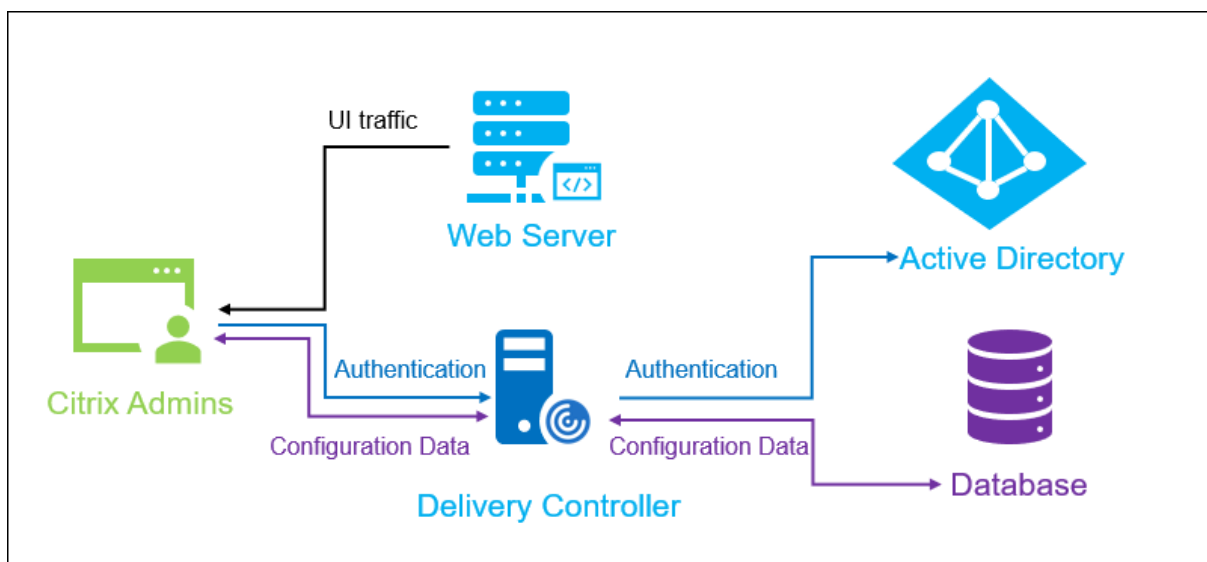 UI traffic
</>
Web Server
Active Directory
Citrix Admins
Authentication
Authentication
Configuration Data
Configuration Data
Database
Delivery Controller